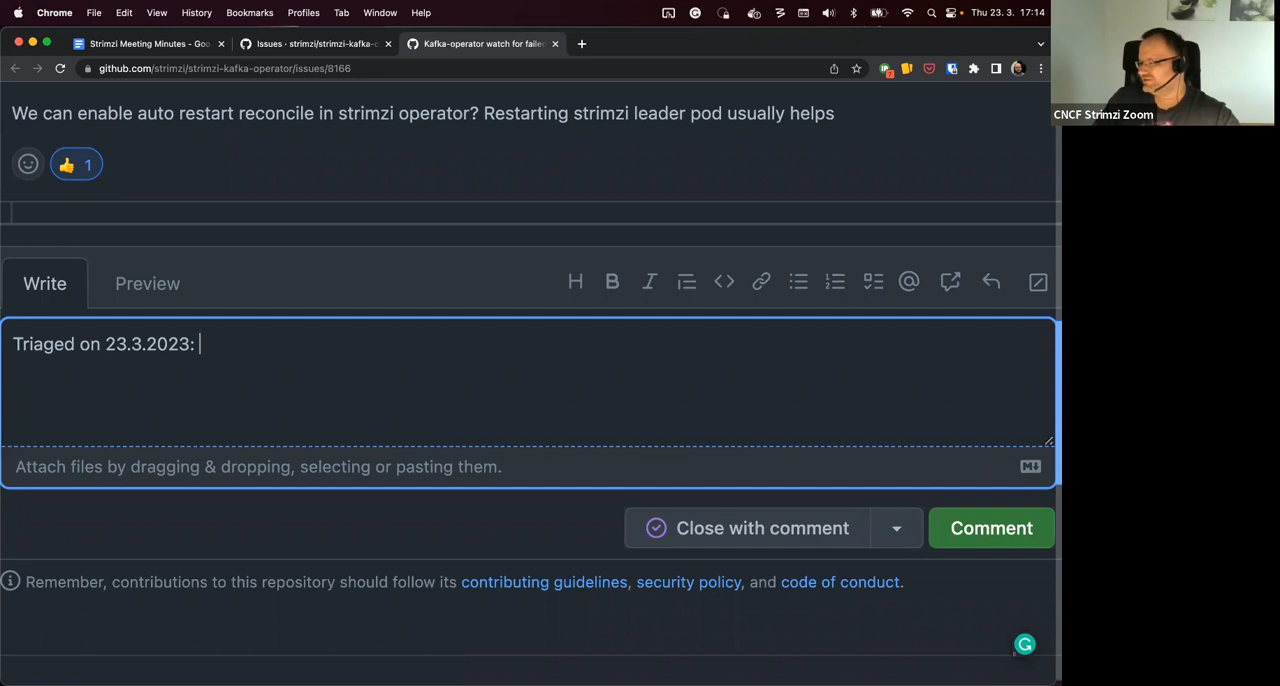 Chrome File Edit View History Bookmarks Profiles Tab Window Help Thu 23. 3. 17:14
Strimzi Meeting Minutes - Goo
Issues · strimzi/strimzi-kafka-o
Kafka-operator watch for failed
github.com/strimzi/strimzi-kafka-operator/issues/8166
CNCF Strimzi Zoom
We can enable auto restart reconcile in strimzi operator? Restarting strimzi leader pod usually helps
👍 1
Write Preview
Triaged on 23.3.2023:
Attach files by dragging & dropping, selecting or pasting them.
Close with comment
Comment
Remember, contributions to this repository should follow its contributing guidelines, security policy, and code of conduct.